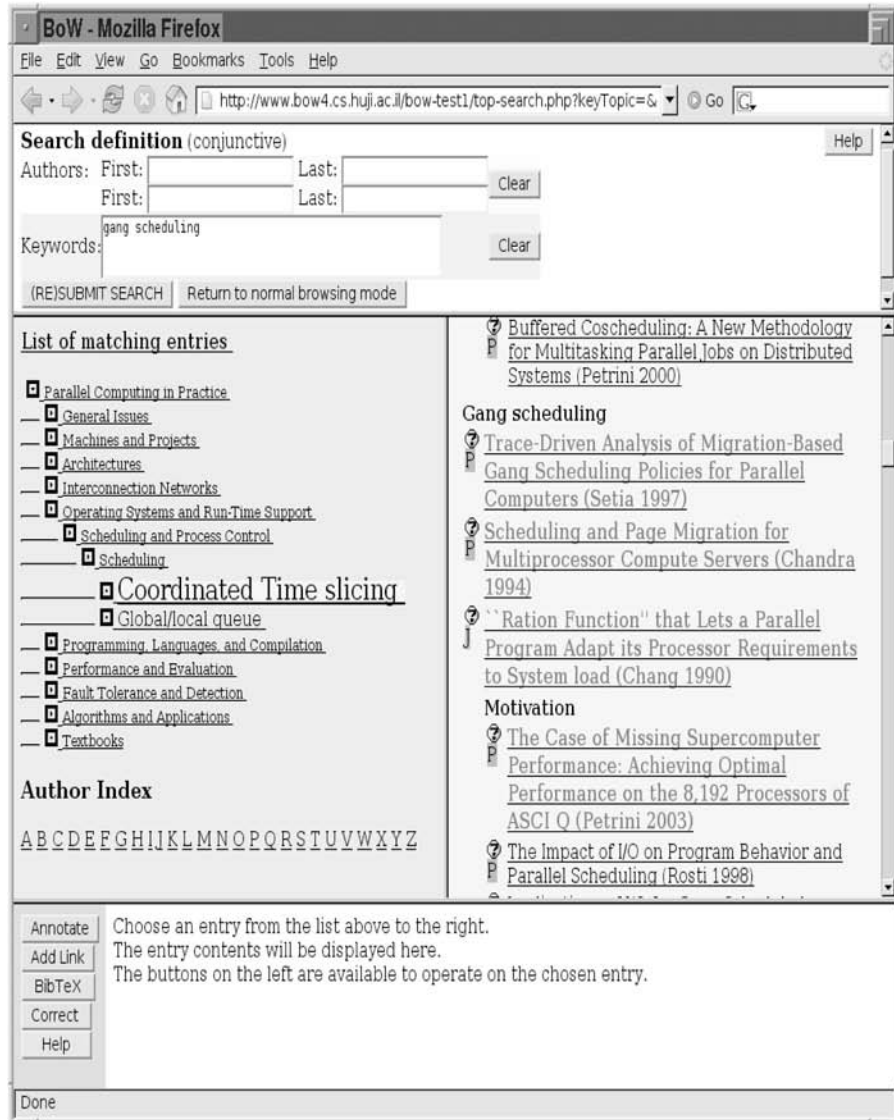 BoW - Mozilla Firefox
File Edit View Go Bookmarks Tools Help
http://www.bow4.cs.huji.ac.il/bow-test1/top-search.php?keyTopic=& Go G
Search definition (conjunctive) Help
Authors: First: Last: Clear
First: Last:
Keywords: gang scheduling Clear
(RE)SUBMIT SEARCH Return to normal browsing mode
List of matching entries
Parallel Computing in Practice
General Issues
Machines and Projects
Architectures
Interconnection Networks
Operating Systems and Run-Time Support
Scheduling and Process Control
Scheduling
Coordinated Time slicing
Global/local queue
Programming, Languages, and Compilation
Performance and Evaluation
Fault Tolerance and Detection
Algorithms and Applications
Textbooks
Author Index
A B C D E F G H I J K L M N O P Q R S T U V W X Y Z
? Buffered Coscheduling: A New Methodology
P for Multitasking Parallel Jobs on Distributed
Systems (Petrini 2000)
Gang scheduling
? Trace-Driven Analysis of Migration-Based
P Gang Scheduling Policies for Parallel
Computers (Setia 1997)
? Scheduling and Page Migration for
P Multiprocessor Compute Servers (Chandra
1994)
? ``Ration Function'' that Lets a Parallel
J Program Adapt its Processor Requirements
to System load (Chang 1990)
Motivation
? The Case of Missing Supercomputer
P Performance: Achieving Optimal
Performance on the 8,192 Processors of
ASCI Q (Petrini 2003)
? The Impact of I/O on Program Behavior and
P Parallel Scheduling (Rosti 1998)
Annotate
Add Link
BibTeX
Correct
Help
Choose an entry from the list above to the right.
The entry contents will be displayed here.
The buttons on the left are available to operate on the chosen entry.
Done